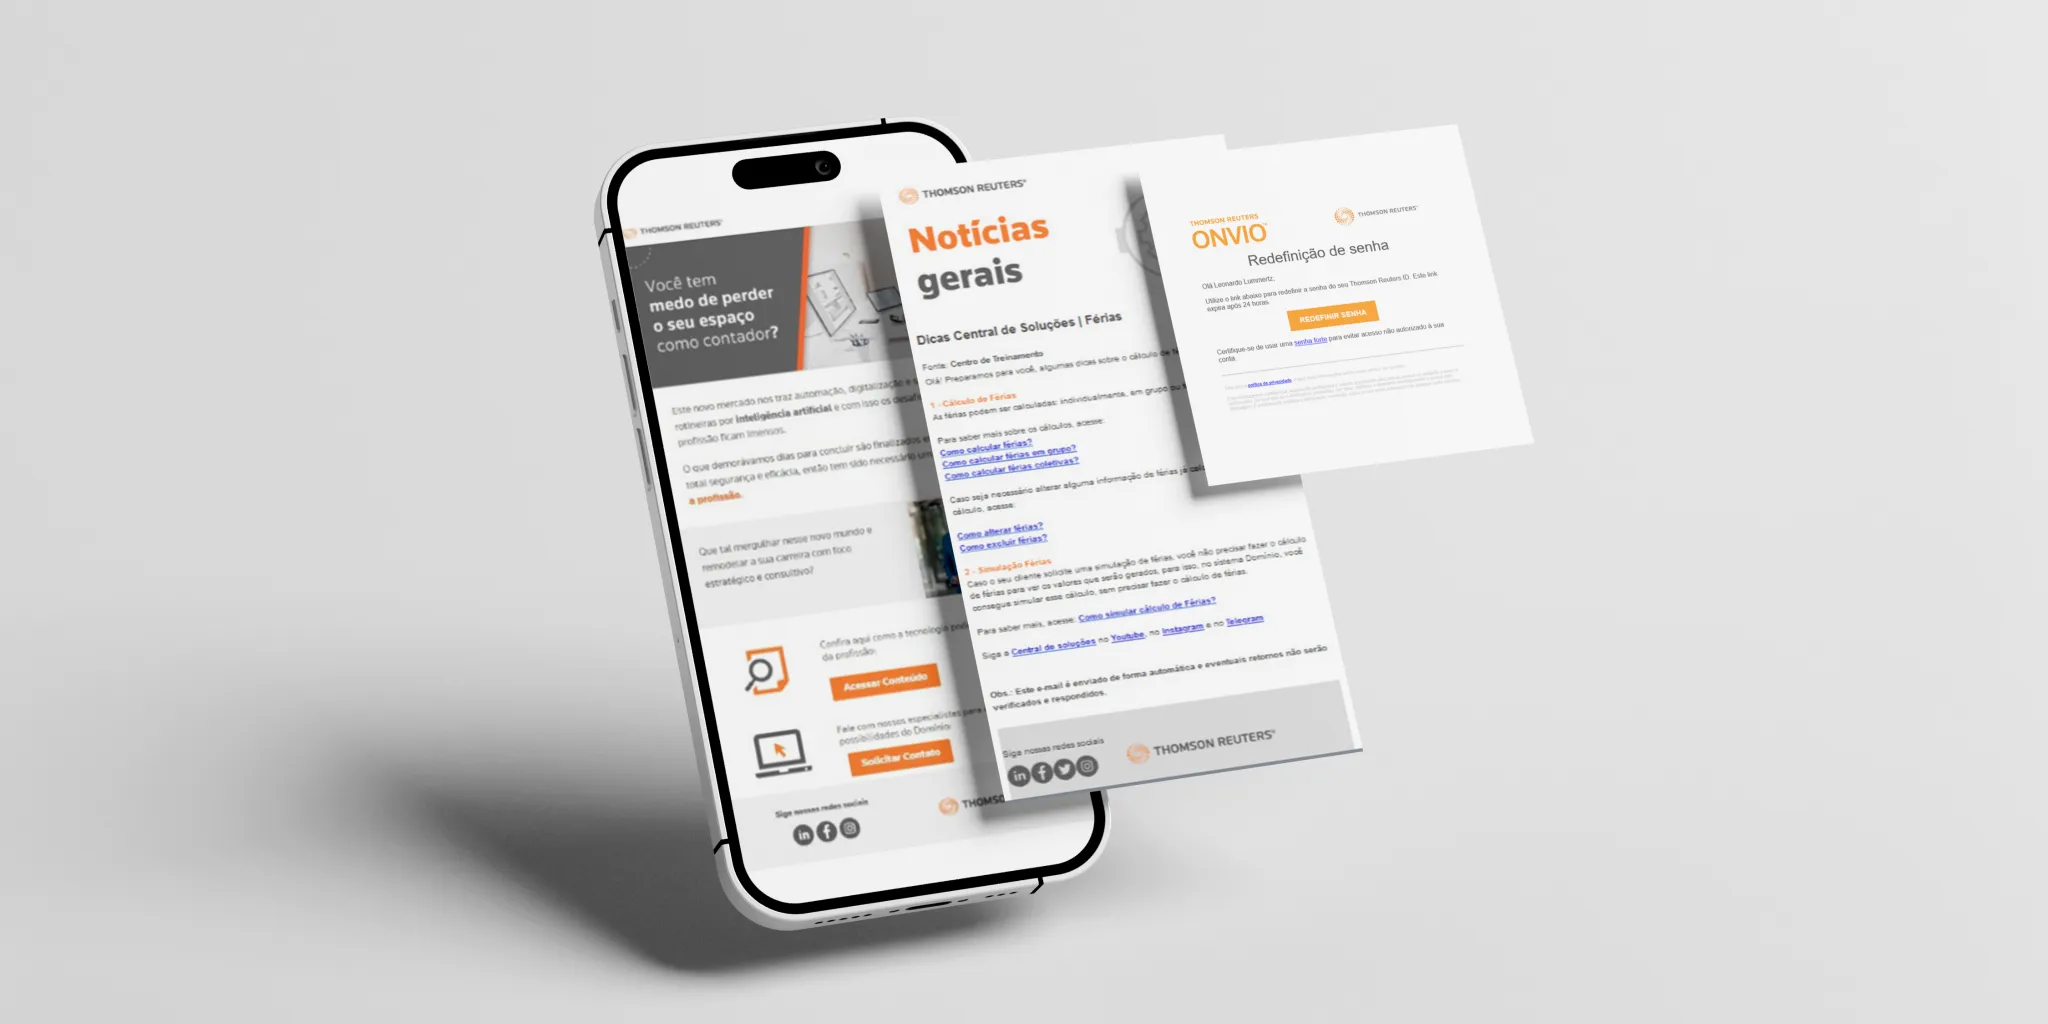 THOMSON REUTERS
Você tem
medo de perder
o seu espaço
como contador?
Este novo mercado nos traz automação, digitalização e
rotineiras por inteligência artificial e com isso os
profissão ficam imensos.
O que demorávamos dias para concluir são finalizados
total segurança e eficácia, então tem sido necessário
a profissão.
Que tal mergulhar nesse novo mundo e
remodelar a sua carreira com foco
estratégico e consultivo?
Confira aqui como a tecnologia
da profissão:
Acessar Conteúdo
Fale com nossos especialistas para
possibilidades do Domínio:
Solicitar Contato
Siga nossas redes sociais
in f
THOMSON REUTERS®
Notícias
gerais
Dicas Central de Soluções | Férias
Fonte: Centro de Treinamento
Olá! Preparamos para você, algumas dicas sobre o cálculo de
1 - Cálculo de Férias
As férias podem ser calculadas: individualmente, em grupo ou
Para saber mais sobre os cálculos, acesse:
Como calcular férias?
Como calcular férias em grupo?
Como calcular férias coletivas?
Caso seja necessário alterar alguma informação de férias já
cálculo, acesse:
Como alterar férias?
Como excluir férias?
2 - Simulação Férias
Caso o seu cliente solicite uma simulação de férias, você não precisar fazer o cálculo
de férias para ver os valores que serão gerados, para isso, no sistema Domínio, você
consegue simular esse cálculo, sem precisar fazer o cálculo de férias.
Para saber mais, acesse: Como simular cálculo de Férias?
Siga a Central de soluções no Youtube, no Instagram e no Telegram
Obs.: Este e-mail é enviado de forma automática e eventuais retornos não serão
verificados e respondidos.
Siga nossas redes sociais
in f
THOMSON REUTERS®
THOMSON REUTERS
ONVIO™
THOMSON REUTERS®
Redefinição de senha
Olá Leonardo Lummertz,
Utilize o link abaixo para redefinir a senha do seu Thomson Reuters ID. Este link
expira após 24 horas.
REDEFINIR SENHA
Certifique-se de usar uma senha forte para evitar acesso não autorizado à sua
conta
política de privacidade